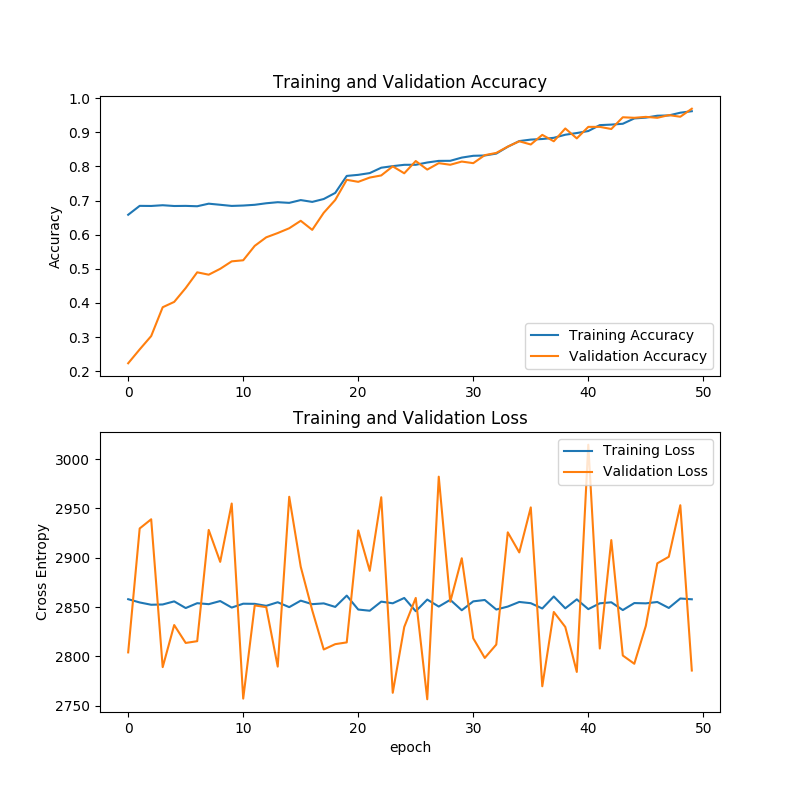 Training and Validation Accuracy
1.0
0.9
0.8
0.7
0.6
0.5
0.4
0.3
0.2
Accuracy
Training Accuracy
Validation Accuracy
0 10 20 30 40 50
Training and Validation Loss
3000
2950
2900
2850
2800
2750
Cross Entropy
Training Loss
Validation Loss
0 10 20 30 40 50
epoch